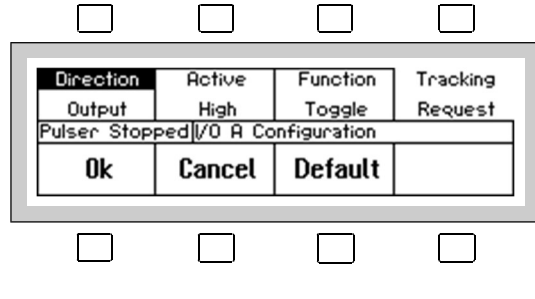 Direction Active Function Tracking
Output High Toggle Request
Pulser Stopped I/O A Configuration
Ok Cancel Default